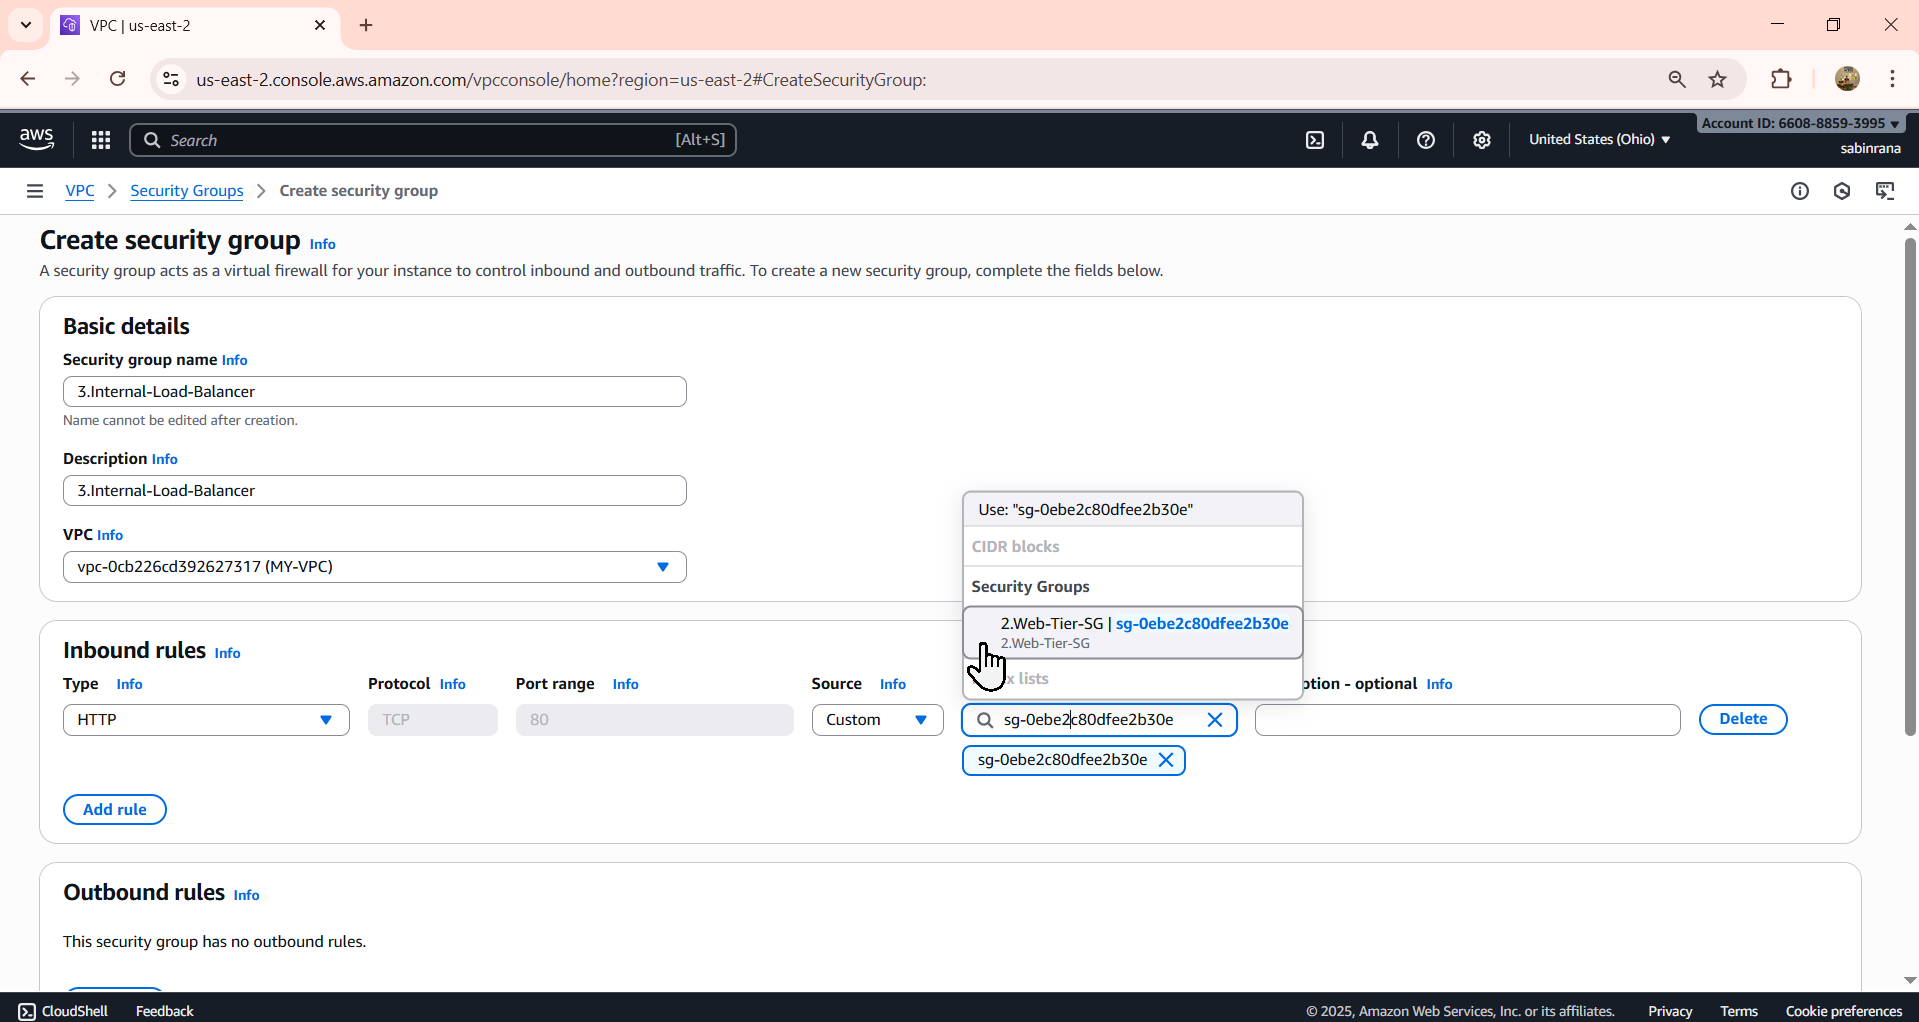 VPC | us-east-2
us-east-2.console.aws.amazon.com/vpcconsole/home?region=us-east-2#CreateSecurityGroup:
aws
Search
[Alt+S]
United States (Ohio)
Account ID: 6608-8859-3995
sabinrana
VPC
Security Groups
Create security group
Create security group Info
A security group acts as a virtual firewall for your instance to control inbound and outbound traffic. To create a new security group, complete the fields below.
Basic details
Security group name Info
3.Internal-Load-Balancer
Name cannot be edited after creation.
Description Info
3.Internal-Load-Balancer
VPC Info
vpc-0cb226cd392627317 (MY-VPC)
Use: "sg-0ebe2c80dfee2b30e"
CIDR blocks
Security Groups
2.Web-Tier-SG | sg-0ebe2c80dfee2b30e
2.Web-Tier-SG
x lists
Inbound rules Info
Type Info
Protocol Info
Port range Info
Source Info
ption - optional Info
HTTP
TCP
80
Custom
sg-0ebe2c80dfee2b30e
Delete
sg-0ebe2c80dfee2b30e
Add rule
Outbound rules Info
This security group has no outbound rules.
CloudShell
Feedback
© 2025, Amazon Web Services, Inc. or its affiliates.
Privacy
Terms
Cookie preferences